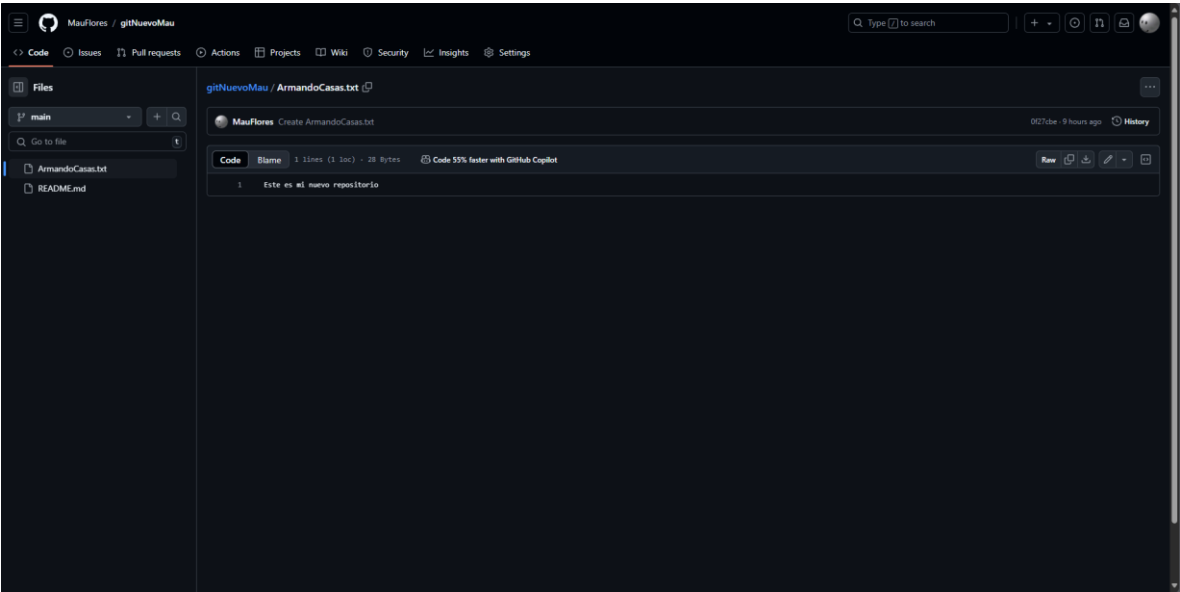 MauFlores / gitNuevoMau
Type / to search
Code Issues Pull requests Actions Projects Wiki Security Insights Settings
Files
main
Go to file t
ArmandoCasas.txt
README.md
gitNuevoMau / ArmandoCasas.txt
MauFlores Create ArmandoCasas.txt 0f27cbe · 9 hours ago History
Code Blame 1 lines (1 loc) · 28 Bytes Code 55% faster with GitHub Copilot Raw
1 Este es mi nuevo repositorio